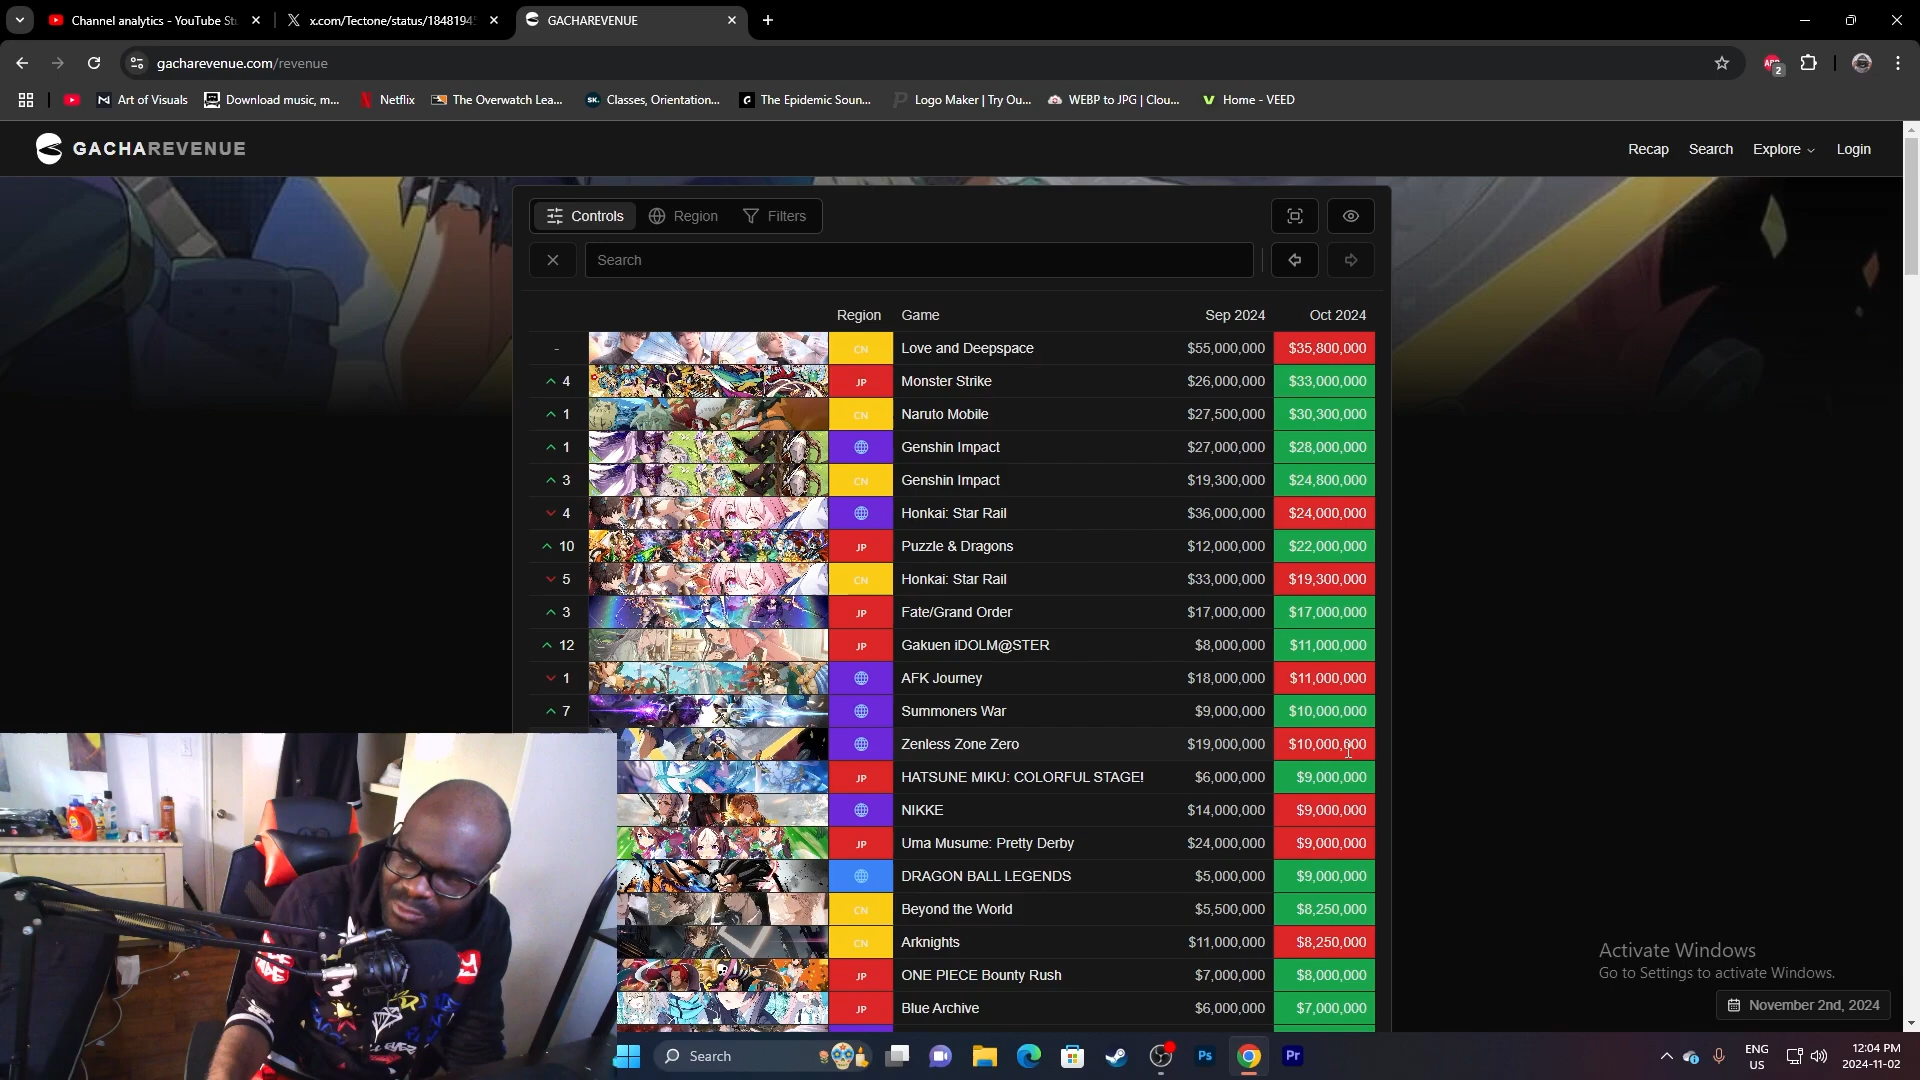 Channel analytics - YouTube St
x.com/Tectone/status/1848194
GACHAREVENUE
gacharevenue.com/revenue
ABP
2
Art of Visuals
Download music, m...
Netflix
The Overwatch Lea...
SK.
Classes, Orientation...
The Epidemic Soun...
Logo Maker | Try Ou...
WEBP to JPG | Clou...
Home - VEED
GACHAREVENUE
Recap Search Explore Login
Controls Region Filters
Search
Region Game Sep 2024 Oct 2024
- CN Love and Deepspace $55,000,000 $35,800,000
4 JP Monster Strike $26,000,000 $33,000,000
1 CN Naruto Mobile $27,500,000 $30,300,000
1 Genshin Impact $27,000,000 $28,000,000
3 CN Genshin Impact $19,300,000 $24,800,000
4 Honkai: Star Rail $36,000,000 $24,000,000
10 JP Puzzle & Dragons $12,000,000 $22,000,000
5 CN Honkai: Star Rail $33,000,000 $19,300,000
3 JP Fate/Grand Order $17,000,000 $17,000,000
12 JP Gakuen iDOLM@STER $8,000,000 $11,000,000
1 AFK Journey $18,000,000 $11,000,000
7 Summoners War $9,000,000 $10,000,000
Zenless Zone Zero $19,000,000 $10,000,000
JP HATSUNE MIKU: COLORFUL STAGE! $6,000,000 $9,000,000
NIKKE $14,000,000 $9,000,000
JP Uma Musume: Pretty Derby $24,000,000 $9,000,000
DRAGON BALL LEGENDS $5,000,000 $9,000,000
CN Beyond the World $5,500,000 $8,250,000
CN Arknights $11,000,000 $8,250,000
JP ONE PIECE Bounty Rush $7,000,000 $8,000,000
JP Blue Archive $6,000,000 $7,000,000
Activate Windows
Go to Settings to activate Windows.
November 2nd, 2024
Search
Ps
Pr
ENG
US
12:04 PM
2024-11-02